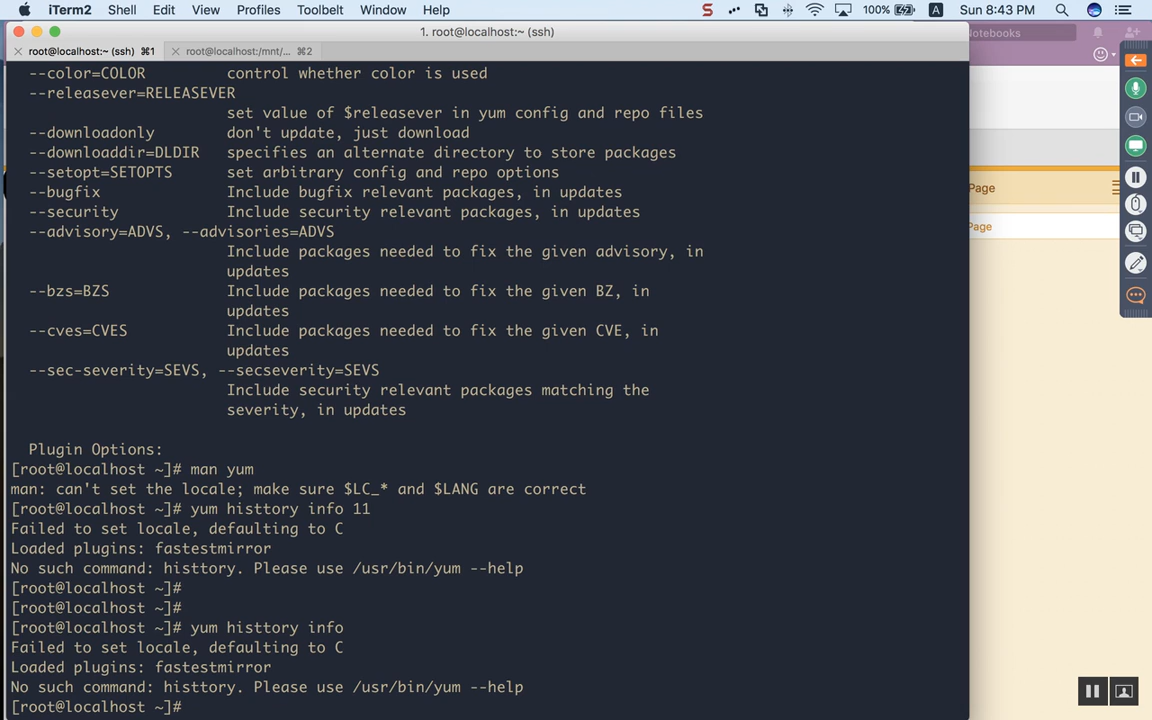 iTerm2 Shell Edit View Profiles Toolbelt Window Help 100% A Sun 8:43 PM
1. root@localhost:~ (ssh)
root@localhost:~ (ssh) ⌘1 root@localhost:/mnt/... ⌘2
Notebooks
--color=COLOR control whether color is used
--releasever=RELEASEVER
set value of $releasever in yum config and repo files
--downloadonly don't update, just download
--downloaddir=DLDIR specifies an alternate directory to store packages
--setopt=SETOPTS set arbitrary config and repo options
--bugfix Include bugfix relevant packages, in updates
--security Include security relevant packages, in updates
--advisory=ADVS, --advisories=ADVS
Include packages needed to fix the given advisory, in
updates
--bzs=BZS Include packages needed to fix the given BZ, in
updates
--cves=CVES Include packages needed to fix the given CVE, in
updates
--sec-severity=SEVS, --secseverity=SEVS
Include security relevant packages matching the
severity, in updates
Plugin Options:
[root@localhost ~]# man yum
man: can't set the locale; make sure $LC_* and $LANG are correct
[root@localhost ~]# yum histtory info 11
Failed to set locale, defaulting to C
Loaded plugins: fastestmirror
No such command: histtory. Please use /usr/bin/yum --help
[root@localhost ~]#
[root@localhost ~]#
[root@localhost ~]# yum histtory info
Failed to set locale, defaulting to C
Loaded plugins: fastestmirror
No such command: histtory. Please use /usr/bin/yum --help
[root@localhost ~]#
Page
Page